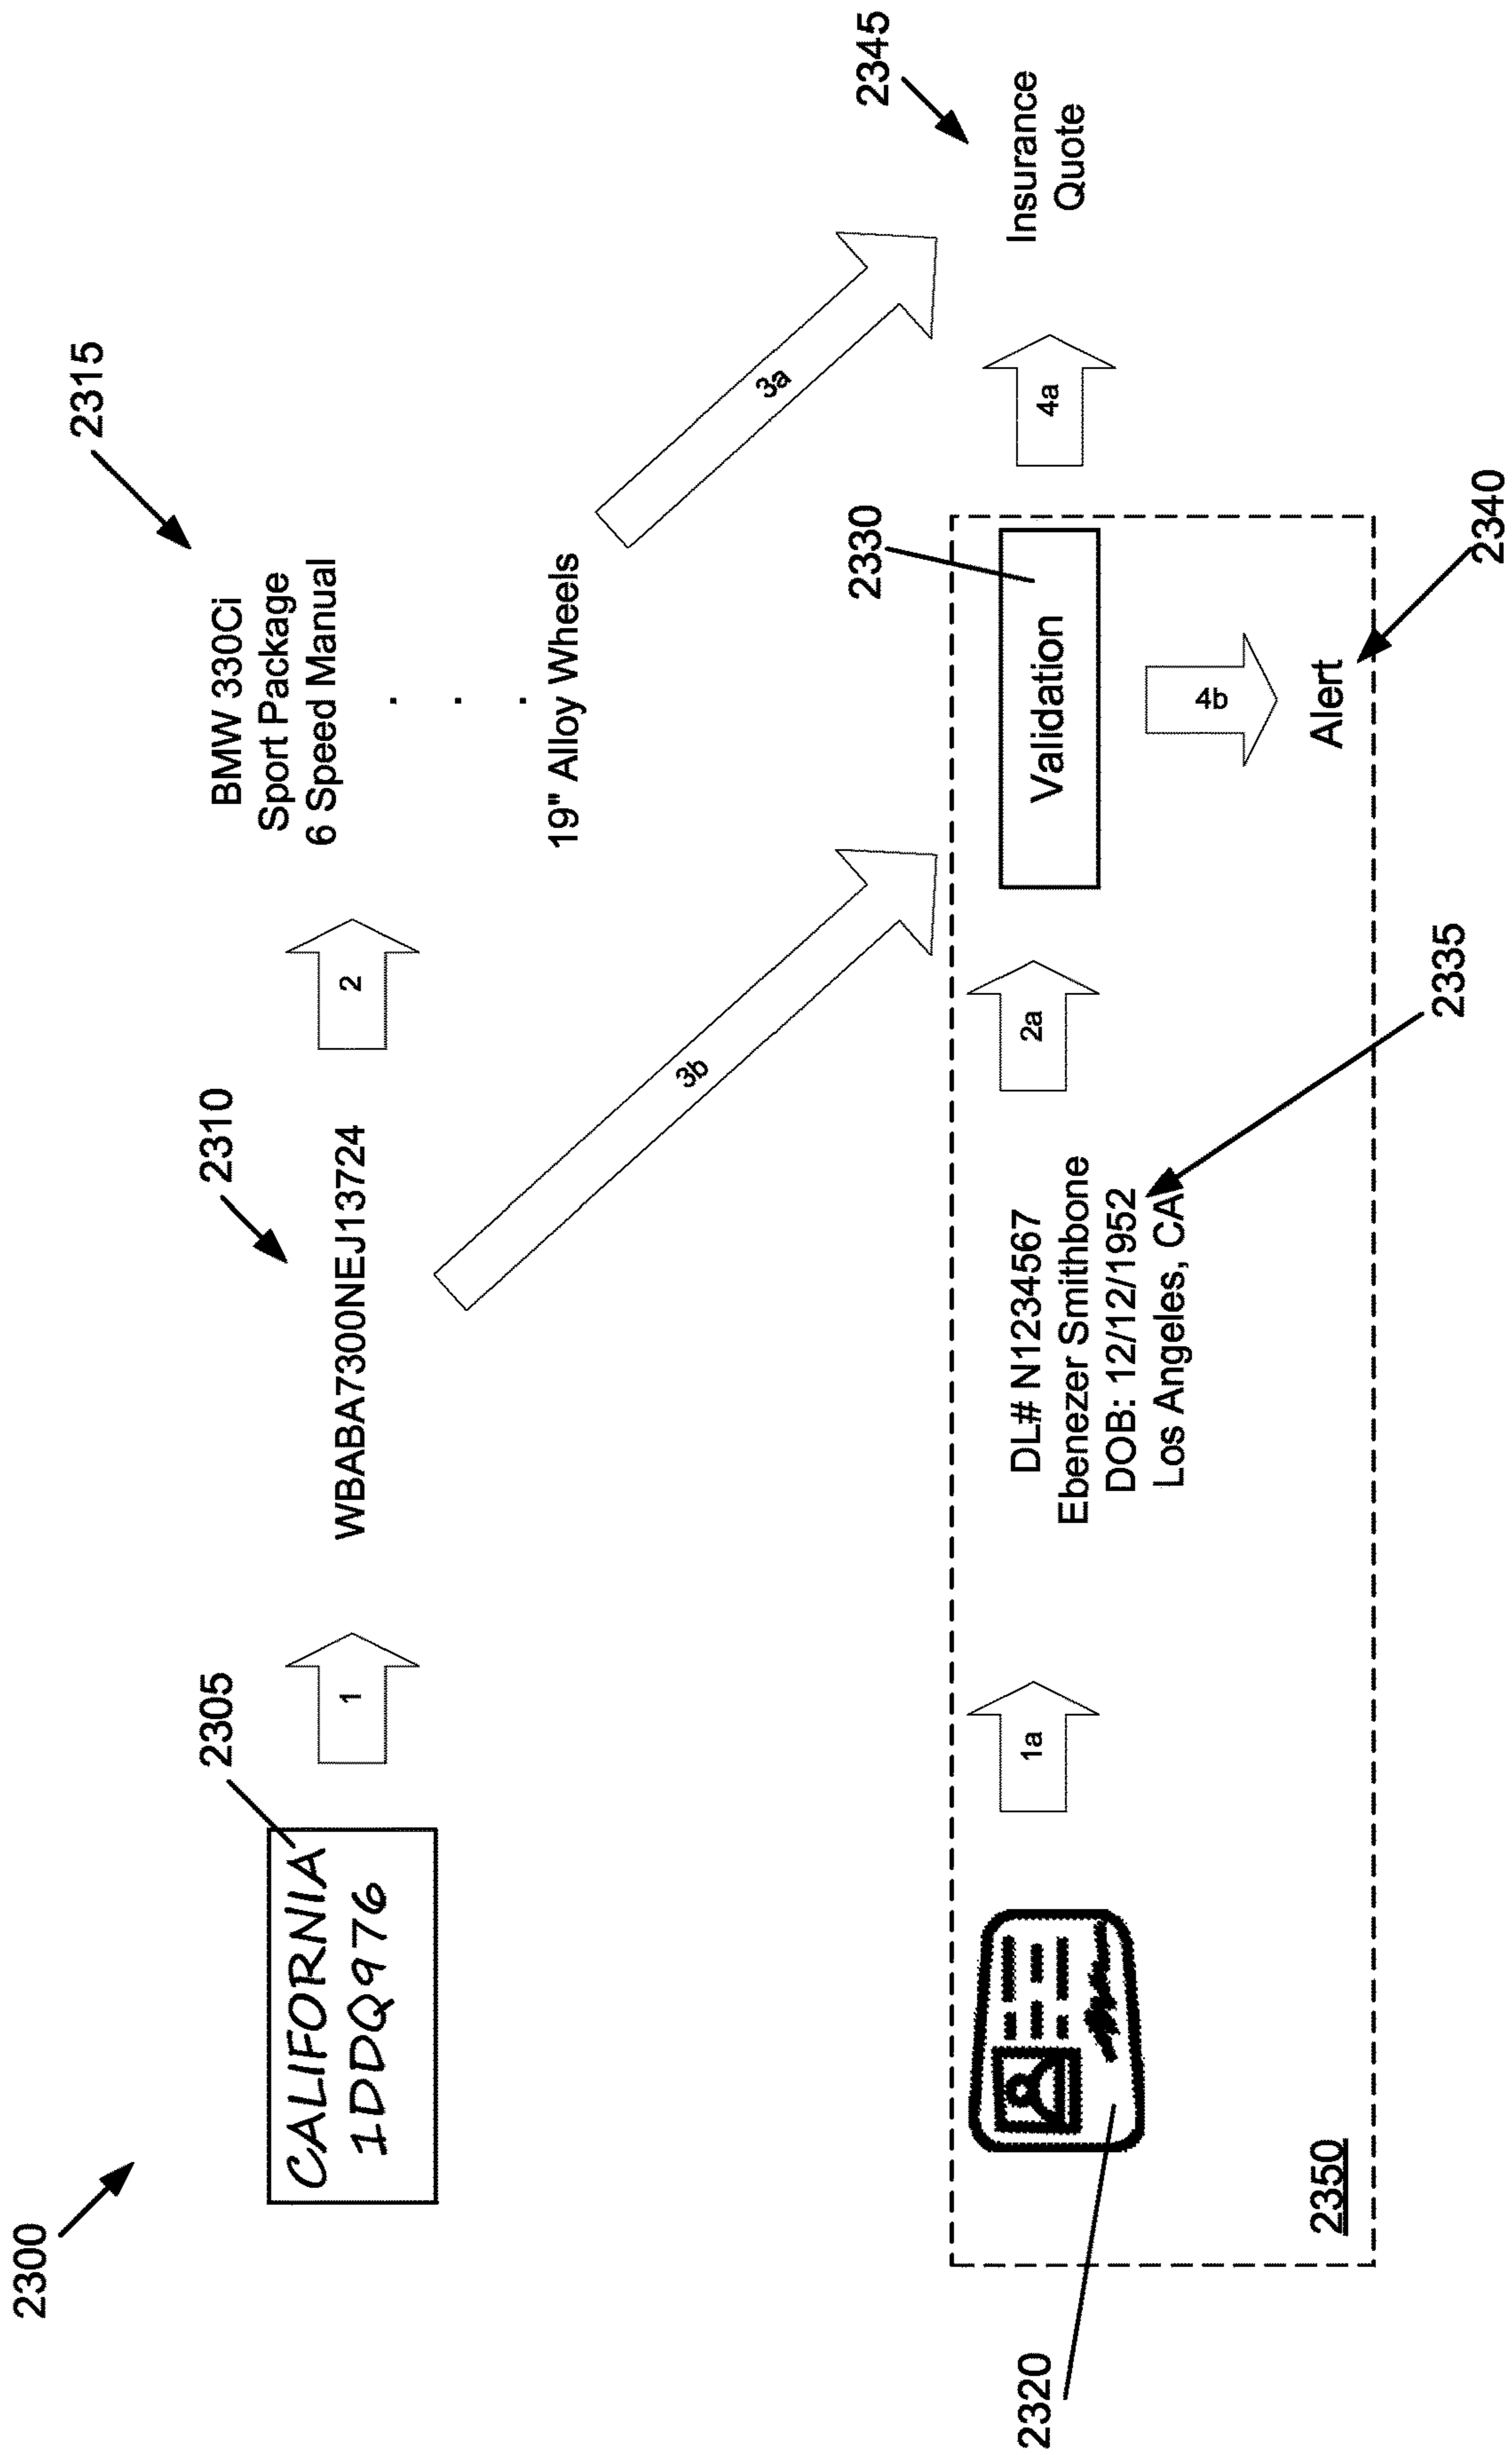 2300
2305
CALIFORNIA
1DDQ976
1
2310
WBABA7300NEJ13724
2
2315
BMW 330Ci
Sport Package
6 Speed Manual
.
.
.
19" Alloy Wheels
3a
3b
2345
Insurance
Quote
2320
1a
DL# N1234567
Ebenezer Smithbone
DOB: 12/12/1952
Los Angeles, CA
2335
2a
2330
Validation
4a
4b
Alert
2340
2350